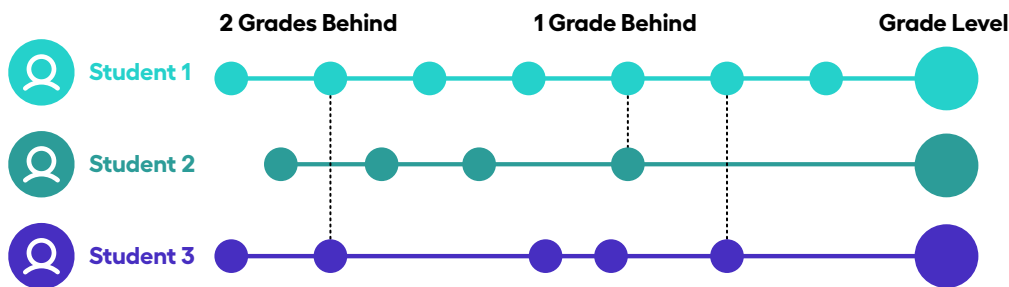 2 Grades Behind
1 Grade Behind
Grade Level
Student 1
Student 2
Student 3